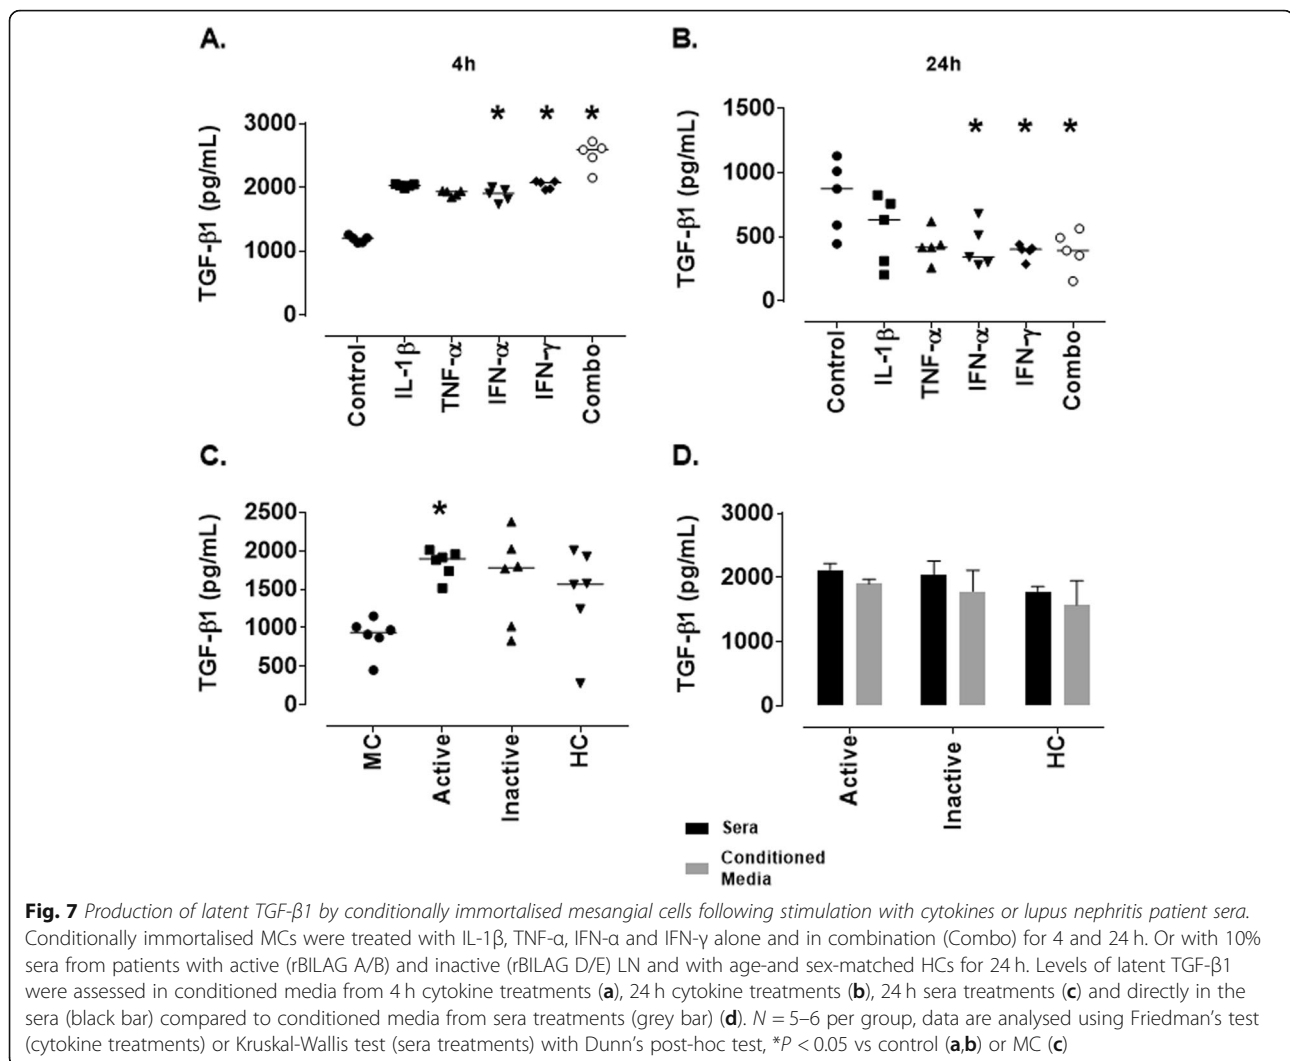 A.
4h
TGF-β1 (pg/mL)
3000
2000
1000
0
* * *
Control
IL-1β
TNF-α
IFN-α
IFN-γ
Combo
B.
24h
TGF-β1 (pg/mL)
1500
1000
500
0
* * *
Control
IL-1β
TNF-α
IFN-α
IFN-γ
Combo
C.
TGF-β1 (pg/mL)
2500
2000
1500
1000
500
0
*
MC
Active
Inactive
HC
D.
TGF-β1 (pg/mL)
3000
2000
1000
0
Active
Inactive
HC
Sera
Conditioned
Media
Fig. 7 Production of latent TGF-β1 by conditionally immortalised mesangial cells following stimulation with cytokines or lupus nephritis patient sera.
Conditionally immortalised MCs were treated with IL-1β, TNF-α, IFN-α and IFN-γ alone and in combination (Combo) for 4 and 24 h. Or with 10%
sera from patients with active (rBILAG A/B) and inactive (rBILAG D/E) LN and with age-and sex-matched HCs for 24 h. Levels of latent TGF-β1
were assessed in conditioned media from 4 h cytokine treatments (a), 24 h cytokine treatments (b), 24 h sera treatments (c) and directly in the
sera (black bar) compared to conditioned media from sera treatments (grey bar) (d). N = 5–6 per group, data are analysed using Friedman's test
(cytokine treatments) or Kruskal-Wallis test (sera treatments) with Dunn's post-hoc test, *P < 0.05 vs control (a,b) or MC (c)